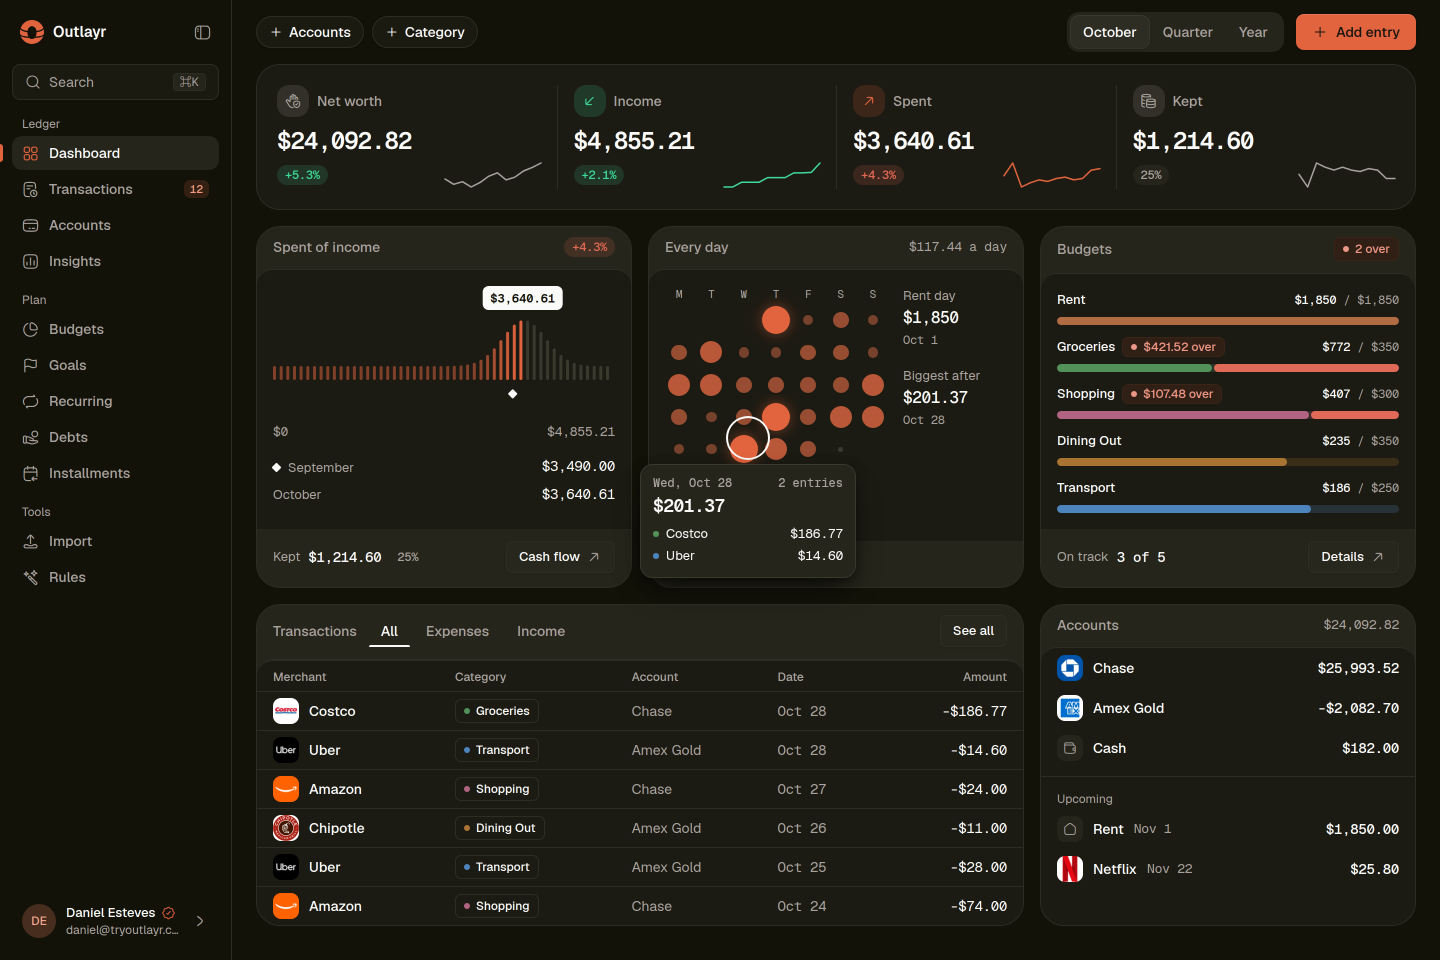 Outlayr
Search ⌘K
Ledger
Dashboard
Transactions 12
Accounts
Insights
Plan
Budgets
Goals
Recurring
Debts
Installments
Tools
Import
Rules
DE
Daniel Esteves
daniel@tryoutlayr.c...
+ Accounts + Category
October Quarter Year + Add entry
Net worth
$24,092.82
+5.3%
Income
$4,855.21
+2.1%
Spent
$3,640.61
+4.3%
Kept
$1,214.60
25%
Spent of income +4.3%
$3,640.61
$0 $4,855.21
September $3,490.00
October $3,640.61
Kept $1,214.60 25% Cash flow
Every day $117.44 a day
M T W T F S S
Rent day
$1,850
Oct 1
Biggest after
$201.37
Oct 28
Wed, Oct 28 2 entries
$201.37
Costco $186.77
Uber $14.60
Budgets 2 over
Rent $1,850 / $1,850
Groceries $421.52 over $772 / $350
Shopping $107.48 over $407 / $300
Dining Out $235 / $350
Transport $186 / $250
On track 3 of 5 Details
Transactions All Expenses Income See all
Merchant Category Account Date Amount
Costco Costco Groceries Chase Oct 28 -$186.77
Uber Uber Transport Amex Gold Oct 28 -$14.60
Amazon Shopping Chase Oct 27 -$24.00
Chipotle Dining Out Amex Gold Oct 26 -$11.00
Uber Uber Transport Amex Gold Oct 25 -$28.00
Amazon Shopping Chase Oct 24 -$74.00
Accounts $24,092.82
Chase $25,993.52
AM
EX
Amex Gold -$2,082.70
Cash $182.00
Upcoming
Rent Nov 1 $1,850.00
N Netflix Nov 22 $25.80